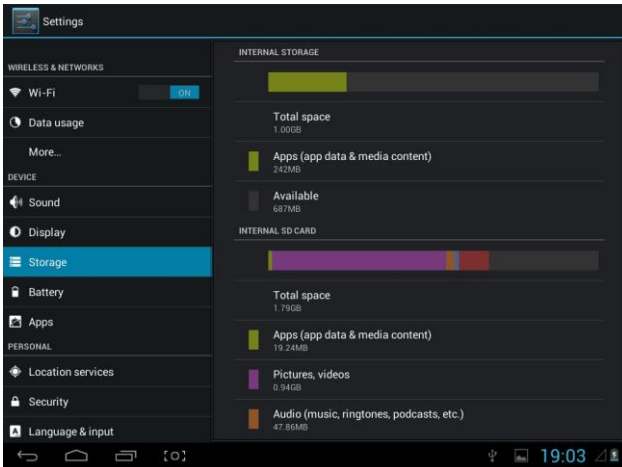 Settings
WIRELESS & NETWORKS
Wi-Fi
ON
Data usage
More...
DEVICE
Sound
Display
Storage
Battery
Apps
PERSONAL
Location services
Security
A
Language & input
INTERNAL STORAGE
Total space
1.00GB
Apps (app data & media content)
242MB
Available
687MB
INTERNAL SD CARD
Total space
1.79GB
Apps (app data & media content)
19.24MB
Pictures, videos
0.94GB
Audio (music, ringtones, podcasts, etc.)
47.86MB
19:03